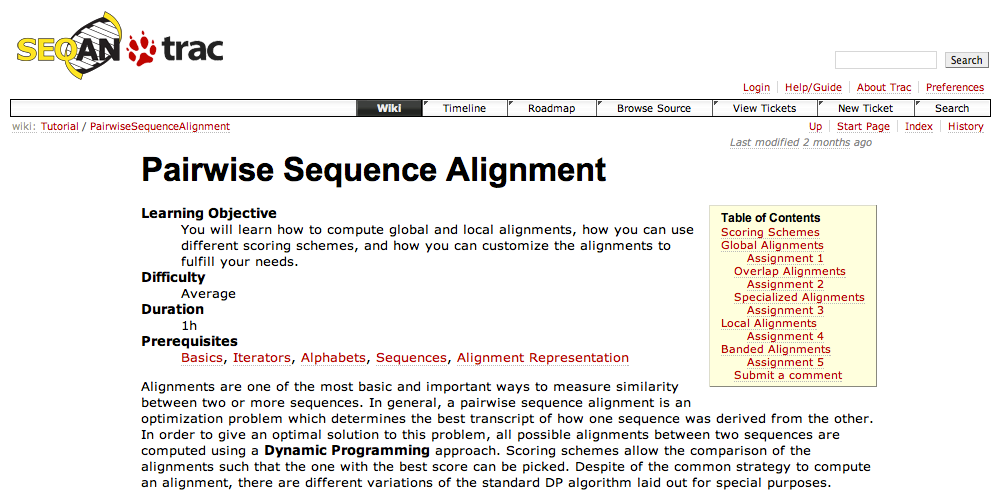 SEQAN trac
Search
Login Help/Guide About Trac Preferences
Wiki Timeline Roadmap Browse Source View Tickets New Ticket Search
wiki: Tutorial / PairwiseSequenceAlignment
Up Start Page Index History
Last modified 2 months ago
Pairwise Sequence Alignment
Learning Objective
You will learn how to compute global and local alignments, how you can use
different scoring schemes, and how you can customize the alignments to
fulfill your needs.
Difficulty
Average
Duration
1h
Prerequisites
Basics, Iterators, Alphabets, Sequences, Alignment Representation
Table of Contents
Scoring Schemes
Global Alignments
Assignment 1
Overlap Alignments
Assignment 2
Specialized Alignments
Assignment 3
Local Alignments
Assignment 4
Banded Alignments
Assignment 5
Submit a comment
Alignments are one of the most basic and important ways to measure similarity
between two or more sequences. In general, a pairwise sequence alignment is an
optimization problem which determines the best transcript of how one sequence was derived from the other.
In order to give an optimal solution to this problem, all possible alignments between two sequences are
computed using a Dynamic Programming approach. Scoring schemes allow the comparison of the
alignments such that the one with the best score can be picked. Despite of the common strategy to compute
an alignment, there are different variations of the standard DP algorithm laid out for special purposes.